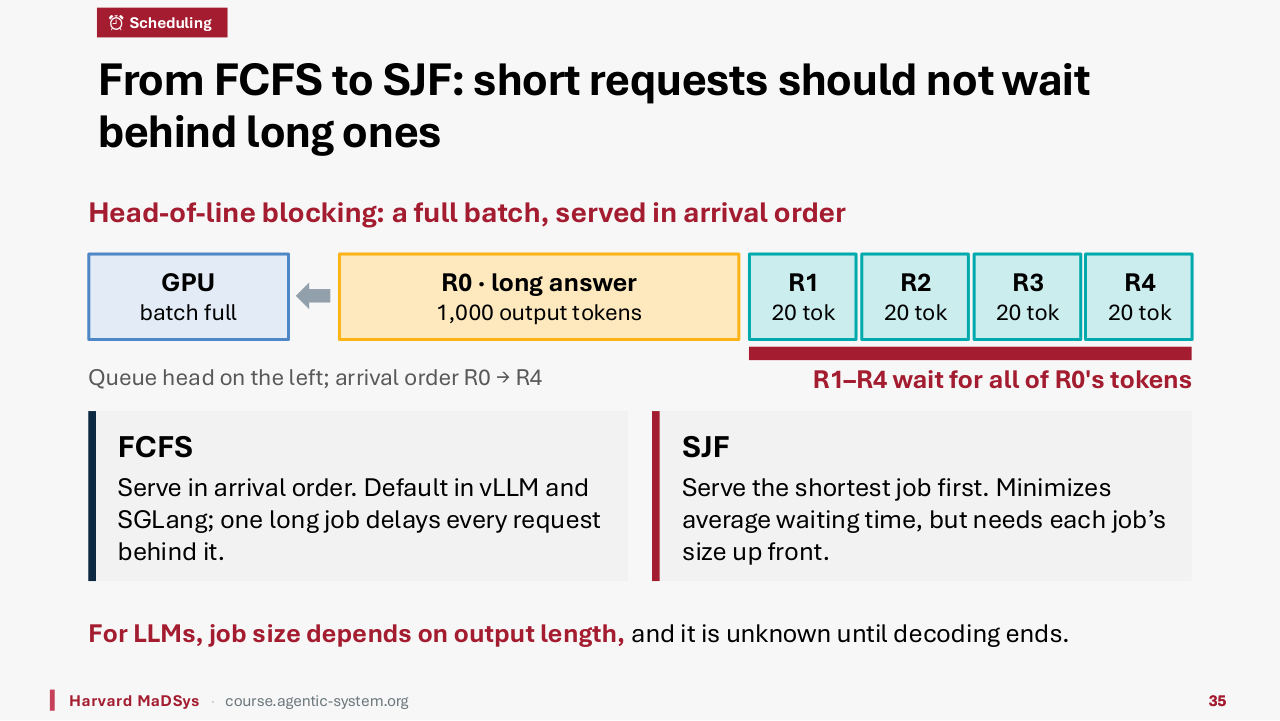 ⏰ Scheduling
From FCFS to SJF: short requests should not wait
behind long ones
Head-of-line blocking: a full batch, served in arrival order
GPU
batch full
R0 · long answer
1,000 output tokens
R1
20 tok
R2
20 tok
R3
20 tok
R4
20 tok
Queue head on the left; arrival order R0 → R4
R1–R4 wait for all of R0's tokens
FCFS
Serve in arrival order. Default in vLLM and
SGLang; one long job delays every request
behind it.
SJF
Serve the shortest job first. Minimizes
average waiting time, but needs each job’s
size up front.
For LLMs, job size depends on output length, and it is unknown until decoding ends.
Harvard MaDSys · course.agentic-system.org
35